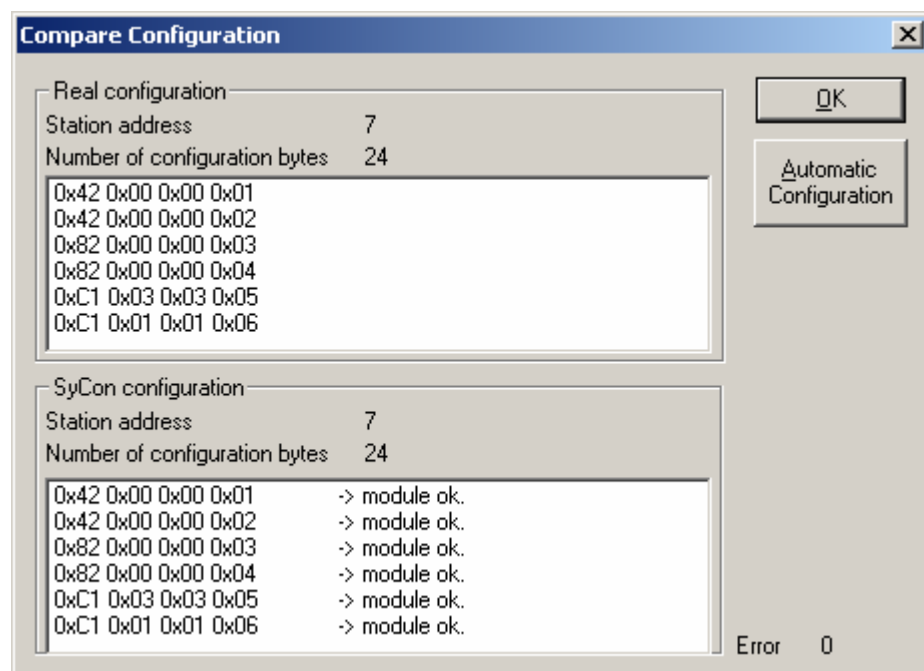 Compare Configuration
Real configuration
OK
Station address 7
Number of configuration bytes 24
Automatic
Configuration
0x42 0x00 0x00 0x01
0x42 0x00 0x00 0x02
0x82 0x00 0x00 0x03
0x82 0x00 0x00 0x04
0xC1 0x03 0x03 0x05
0xC1 0x01 0x01 0x06
SyCon configuration
Station address 7
Number of configuration bytes 24
0x42 0x00 0x00 0x01 -> module ok.
0x42 0x00 0x00 0x02 -> module ok.
0x82 0x00 0x00 0x03 -> module ok.
0x82 0x00 0x00 0x04 -> module ok.
0xC1 0x03 0x03 0x05 -> module ok.
0xC1 0x01 0x01 0x06 -> module ok.
Error 0